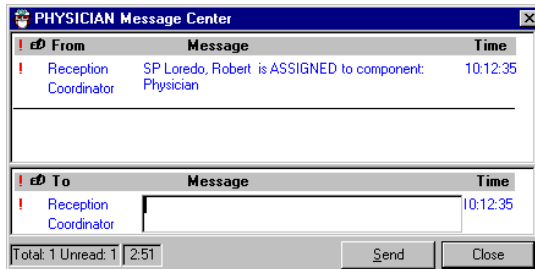 PHYSICIAN Message Center
! From Message Time
! Reception SP Loredo, Robert is ASSIGNED to component: 10:12:35
Coordinator Physician
! To Message Time
! Reception 10:12:35
Coordinator
Total: 1 Unread: 1 2:51 Send Close